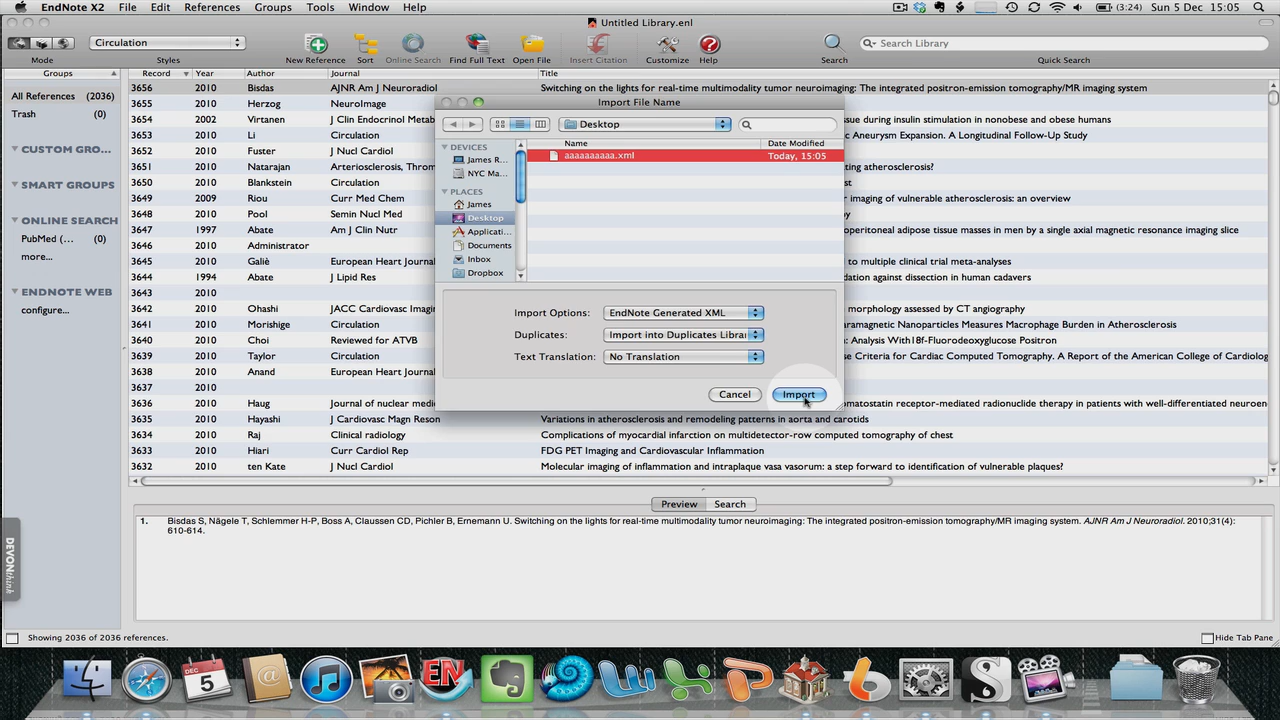 EndNote X2 File Edit References Groups Tools Window Help (3:24) Sun 5 Dec 15:05
Untitled Library.enl
Circulation
Search Library
Mode Styles New Reference Sort Online Search Find Full Text Open File Insert Citation Customize Help Search Quick Search
Groups Record Year Author Journal Title
All References (2036)
Trash (0)
CUSTOM GRO...
SMART GROUPS
ONLINE SEARCH
PubMed (... (0)
more...
ENDNOTE WEB
configure...
3656 2010 Bisdas AJNR Am J Neuroradiol Switching on the lights for real-time multimodality tumor neuroimaging: The integrated positron-emission tomography/MR imaging system
3655 2010 Herzog NeuroImage
3654 2002 Virtanen J Clin Endocrinol Metab during insulin stimulation in nonobese and obese humans
3653 2010 Li Circulation ic Aneurysm Expansion. A Longitudinal Follow-up Study
3652 2010 Fuster J Nucl Cardiol
3651 2010 Natarajan Arteriosclerosis, Throm ating atherosclerosis?
3650 2010 Blankstein Circulation
3649 2009 Riou Curr Med Chem r imaging of vulnerable atherosclerosis: an overview
3648 2010 Pool Semin Nucl Med
3647 1997 Abate Am J Clin Nutr peritoneal adipose tissue masses in men by a single axial magnetic resonance imaging slice
3646 2010 Administrator
3645 2010 Galiè European Heart Journal to multiple clinical trial meta-analyses
3644 1994 Abate J Lipid Res dation against dissection in human cadavers
3643 2010
3642 2010 Ohashi JACC Cardiovasc Imaging morphology assessed by CT angiography
3641 2010 Morishige Circulation aramagnetic Nanoparticles Measures Macrophage Burden in Atherosclerosis
3640 2010 Choi Reviewed for ATVB Analysis With18f-Fluorodeoxyglucose Positron
3639 2010 Taylor Circulation se Criteria for Cardiac Computed Tomography. A Report of the American College of Cardiolog
3638 2010 Anand European Heart Journal
3637 2010
3636 2010 Haug Journal of nuclear medi matostatin receptor-mediated radionuclide therapy in patients with well-differentiated neuroen
3635 2010 Hayashi J Cardiovasc Magn Reson Variations in atherosclerosis and remodeling patterns in aorta and carotids
3634 2010 Raj Clinical radiology Complications of myocardial infarction on multidetector-row computed tomography of chest
3633 2010 Hiari Curr Cardiol Rep FDG PET Imaging and Cardiovascular Inflammation
3632 2010 ten Kate J Nucl Cardiol Molecular imaging of inflammation and intraplaque vasa vasorum: a step forward to identification of vulnerable plaques?
Import File Name
Desktop
DEVICES
James R...
NYC Ma...
PLACES
James
Desktop
Applicati...
Documents
Inbox
Dropbox
Name Date Modified
aaaaaaaaaa.xml Today, 15:05
Import Options: EndNote Generated XML
Duplicates: Import into Duplicates Librar
Text Translation: No Translation
Cancel Import
Preview Search
1. Bisdas S, Nägele T, Schlemmer H-P, Boss A, Claussen CD, Pichler B, Ernemann U. Switching on the lights for real-time multimodality tumor neuroimaging: The integrated positron-emission tomography/MR imaging system. AJNR Am J Neuroradiol. 2010;31(4):
610-614.
DEVONthink
Showing 2036 of 2036 references.
Hide Tab Pane
DEC
5
EN